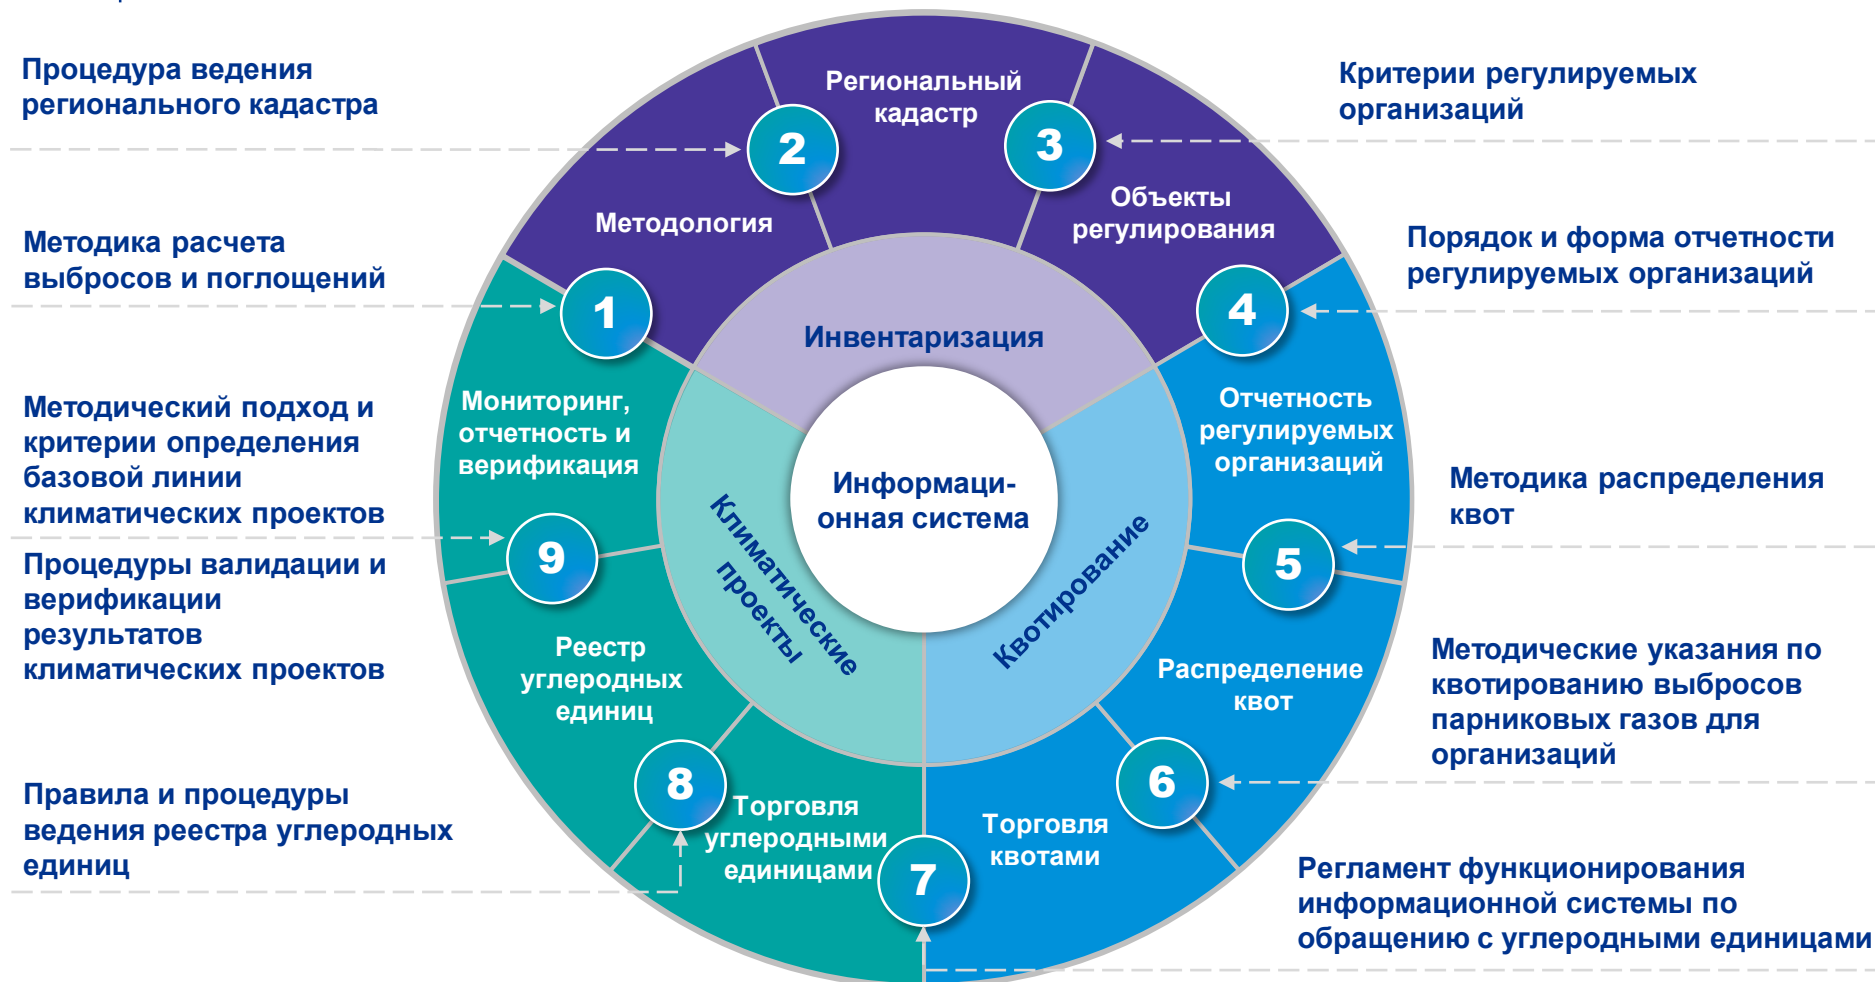 Процедура ведения
регионального кадастра
Методика расчета
выбросов и поглощений
Методический подход и
критерии определения
базовой линии
климатических проектов
Процедуры валидации и
верификации
результатов
климатических проектов
Правила и процедуры
ведения реестра углеродных
единиц
Региональный
кадастр
2
3
Методология
Объекты
регулирования
1
4
Инвентаризация
Мониторинг,
отчетность и
верификация
Отчетность
регулируемых
организаций
Информаци-
онная система
Климатические
проекты
Квотирование
9
5
Реестр
углеродных
единиц
Распределение
квот
8
6
Торговля
углеродными
единицами
Торговля
квотами
7
Критерии регулируемых
организаций
Порядок и форма отчетности
регулируемых организаций
Методика распределения
квот
Методические указания по
квотированию выбросов
парниковых газов для
организаций
Регламент функционирования
информационной системы по
обращению с углеродными единицами